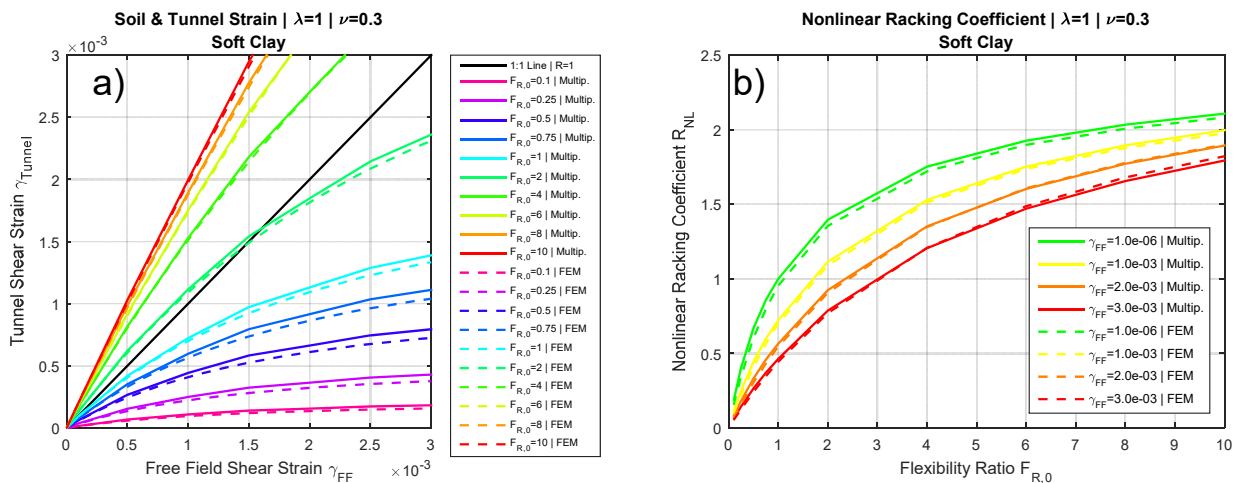 Soil & Tunnel Strain | λ=1 | ν=0.3
Soft Clay
×10⁻³
a)
3
2.5
2
1.5
1
0.5
0
0
0.5
1
1.5
2
2.5
3
×10⁻³
Tunnel Shear Strain γ_Tunnel
Free Field Shear Strain γ_FF
1:1 Line | R=1
F_R,0=0.1 | Multip.
F_R,0=0.25 | Multip.
F_R,0=0.5 | Multip.
F_R,0=0.75 | Multip.
F_R,0=1 | Multip.
F_R,0=2 | Multip.
F_R,0=4 | Multip.
F_R,0=6 | Multip.
F_R,0=8 | Multip.
F_R,0=10 | Multip.
F_R,0=0.1 | FEM
F_R,0=0.25 | FEM
F_R,0=0.5 | FEM
F_R,0=0.75 | FEM
F_R,0=1 | FEM
F_R,0=2 | FEM
F_R,0=4 | FEM
F_R,0=6 | FEM
F_R,0=8 | FEM
F_R,0=10 | FEM
Nonlinear Racking Coefficient | λ=1 | ν=0.3
Soft Clay
b)
2.5
2
1.5
1
0.5
0
0
1
2
3
4
5
6
7
8
9
10
Nonlinear Racking Coefficient R_NL
Flexibility Ratio F_R,0
γ_FF=1.0e-06 | Multip.
γ_FF=1.0e-03 | Multip.
γ_FF=2.0e-03 | Multip.
γ_FF=3.0e-03 | Multip.
γ_FF=1.0e-06 | FEM
γ_FF=1.0e-03 | FEM
γ_FF=2.0e-03 | FEM
γ_FF=3.0e-03 | FEM